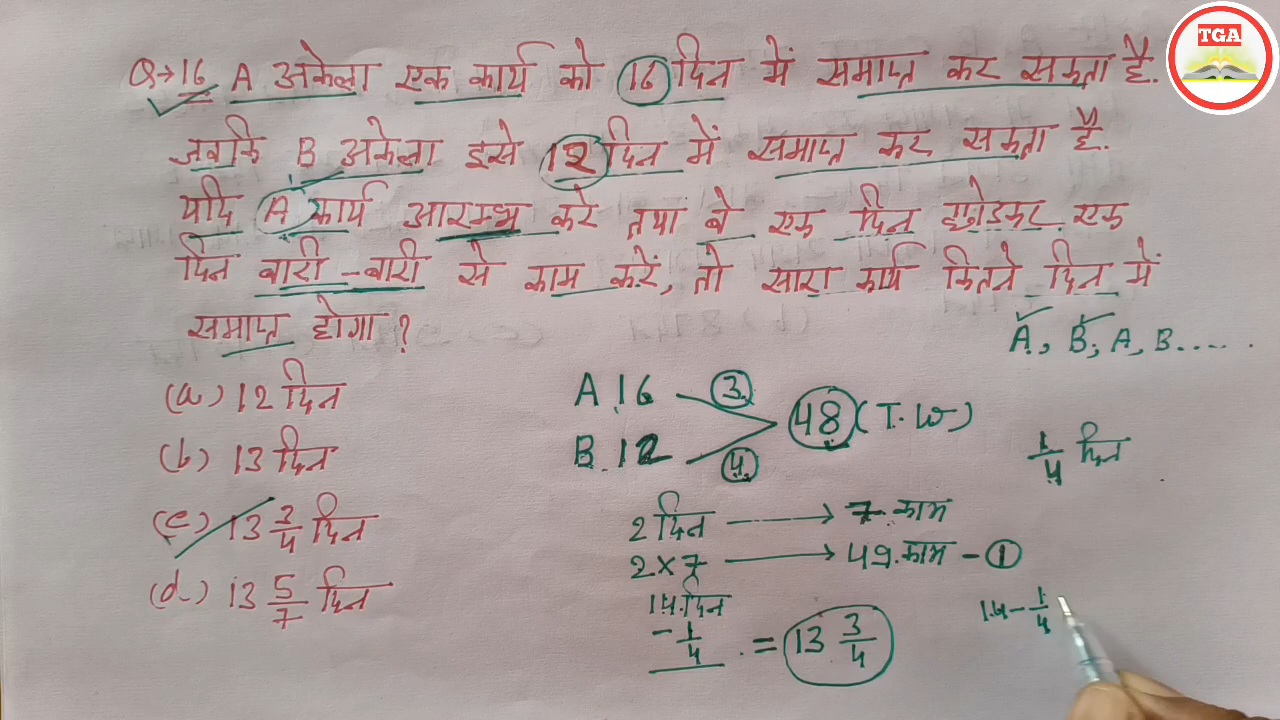 TGA
Q→16 A अकेला एक कार्य को 16 दिन में समाप्त कर सकता है.
जबकि B अकेला इसे 12 दिन में समाप्त कर सकता है.
यदि A कार्य आरम्भ करे तथा वे एक दिन छोडकर एक
दिन बारी-बारी से काम करें, तो सारा कार्य कितने दिन में
समाप्त होगा?
A, B, A, B.....
(a) 12 दिन
(b) 13 दिन
(c) 13 3/4 दिन
(d) 13 5/7 दिन
A 16 3
48 (T.W)
B. 12 4
1/4 दिन
2 दिन → 7 काम
2×7 → 49 काम - 1
14 दिन
- 1/4 = 13 3/4
14 - 1/4